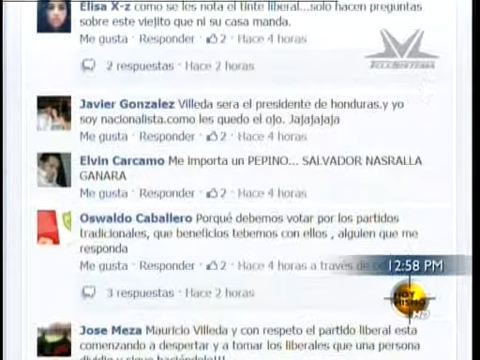 Elisa X-z como se les nota el tinte liberal...solo hacen preguntas
sobre este viejito que ni su casa manda.
Me gusta · Responder · 2 · Hace 4 horas
2 respuestas · Hace 2 horas
TELESISTEMA
Javier Gonzalez Villeda sera el presidente de honduras.y yo
soy nacionalista.como les quedo el ojo. Jajajajaja
Me gusta · Responder · 2 · Hace 4 horas
Elvin Carcamo Me importa un PEPINO... SALVADOR NASRALLA
GANARA
Me gusta · Responder · 2 · Hace 4 horas
Oswaldo Caballero Porqué debemos votar por los partidos
tradicionales, que beneficios tebemos con ellos , alguien que me
responda
Me gusta · Responder · 2 · Hace 4 horas a través de
12:58 PM
3 respuestas · Hace 2 horas
HOY
MISMO
HD
Jose Meza Mauricio Villeda y con respeto el partido liberal esta
comenzando a despertar y a tomar los liberales que una persona